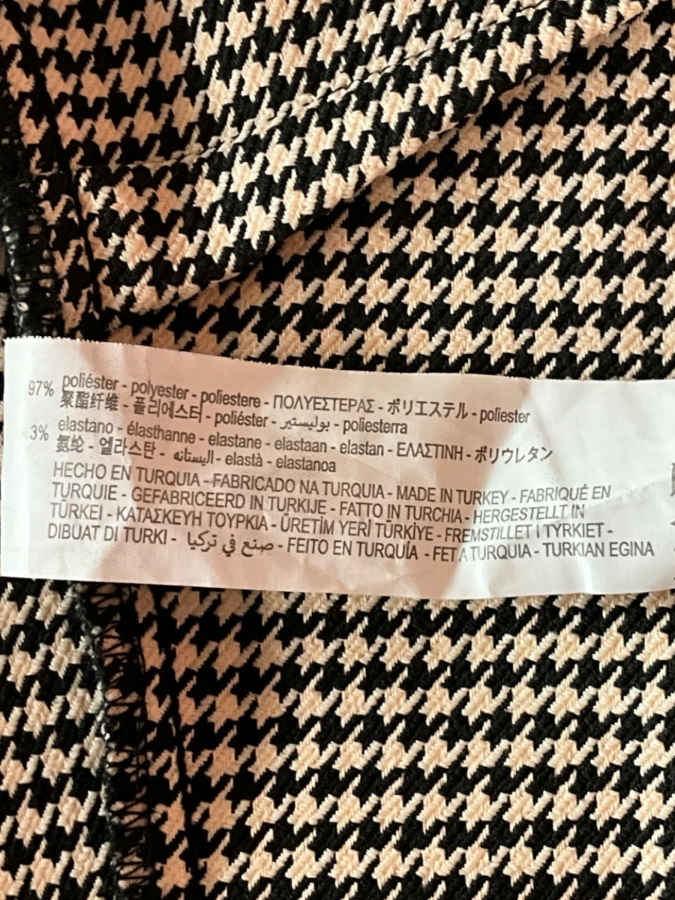 97% poliéster - polyester - poliestere - ΠΟΛΥΕΣΤΕΡΑΣ - ポリエステル - poliester
聚酯纤维 - 폴리에스터 - poliéster - بوليستير - poliesterra
3% elastano - élasthanne - elastane - elastaan - elastan - ΕΛΑΣΤΙΝΗ - ポリウレタン
氨纶 - 엘라스탄 - اليستانه - elastà - elastanoa
HECHO EN TURQUIA - FABRICADO NA TURQUIA - MADE IN TURKEY - FABRIQUÉ EN
TURQUIE - GEFABRICEERD IN TURKIJE - FATTO IN TURCHIA - HERGESTELLT IN
TÜRKEI - ΚΑΤΑΣΚΕΥΗ ΤΟΥΡΚΙΑ - ÜRETİM YERİ TÜRKİYE - FREMSTILLET I TYRKIET -
DIBUAT DI TURKI - صنع في تركيا - FEITO EN TURQUÍA - FET A TURQUIA - TURKIAN EGINA